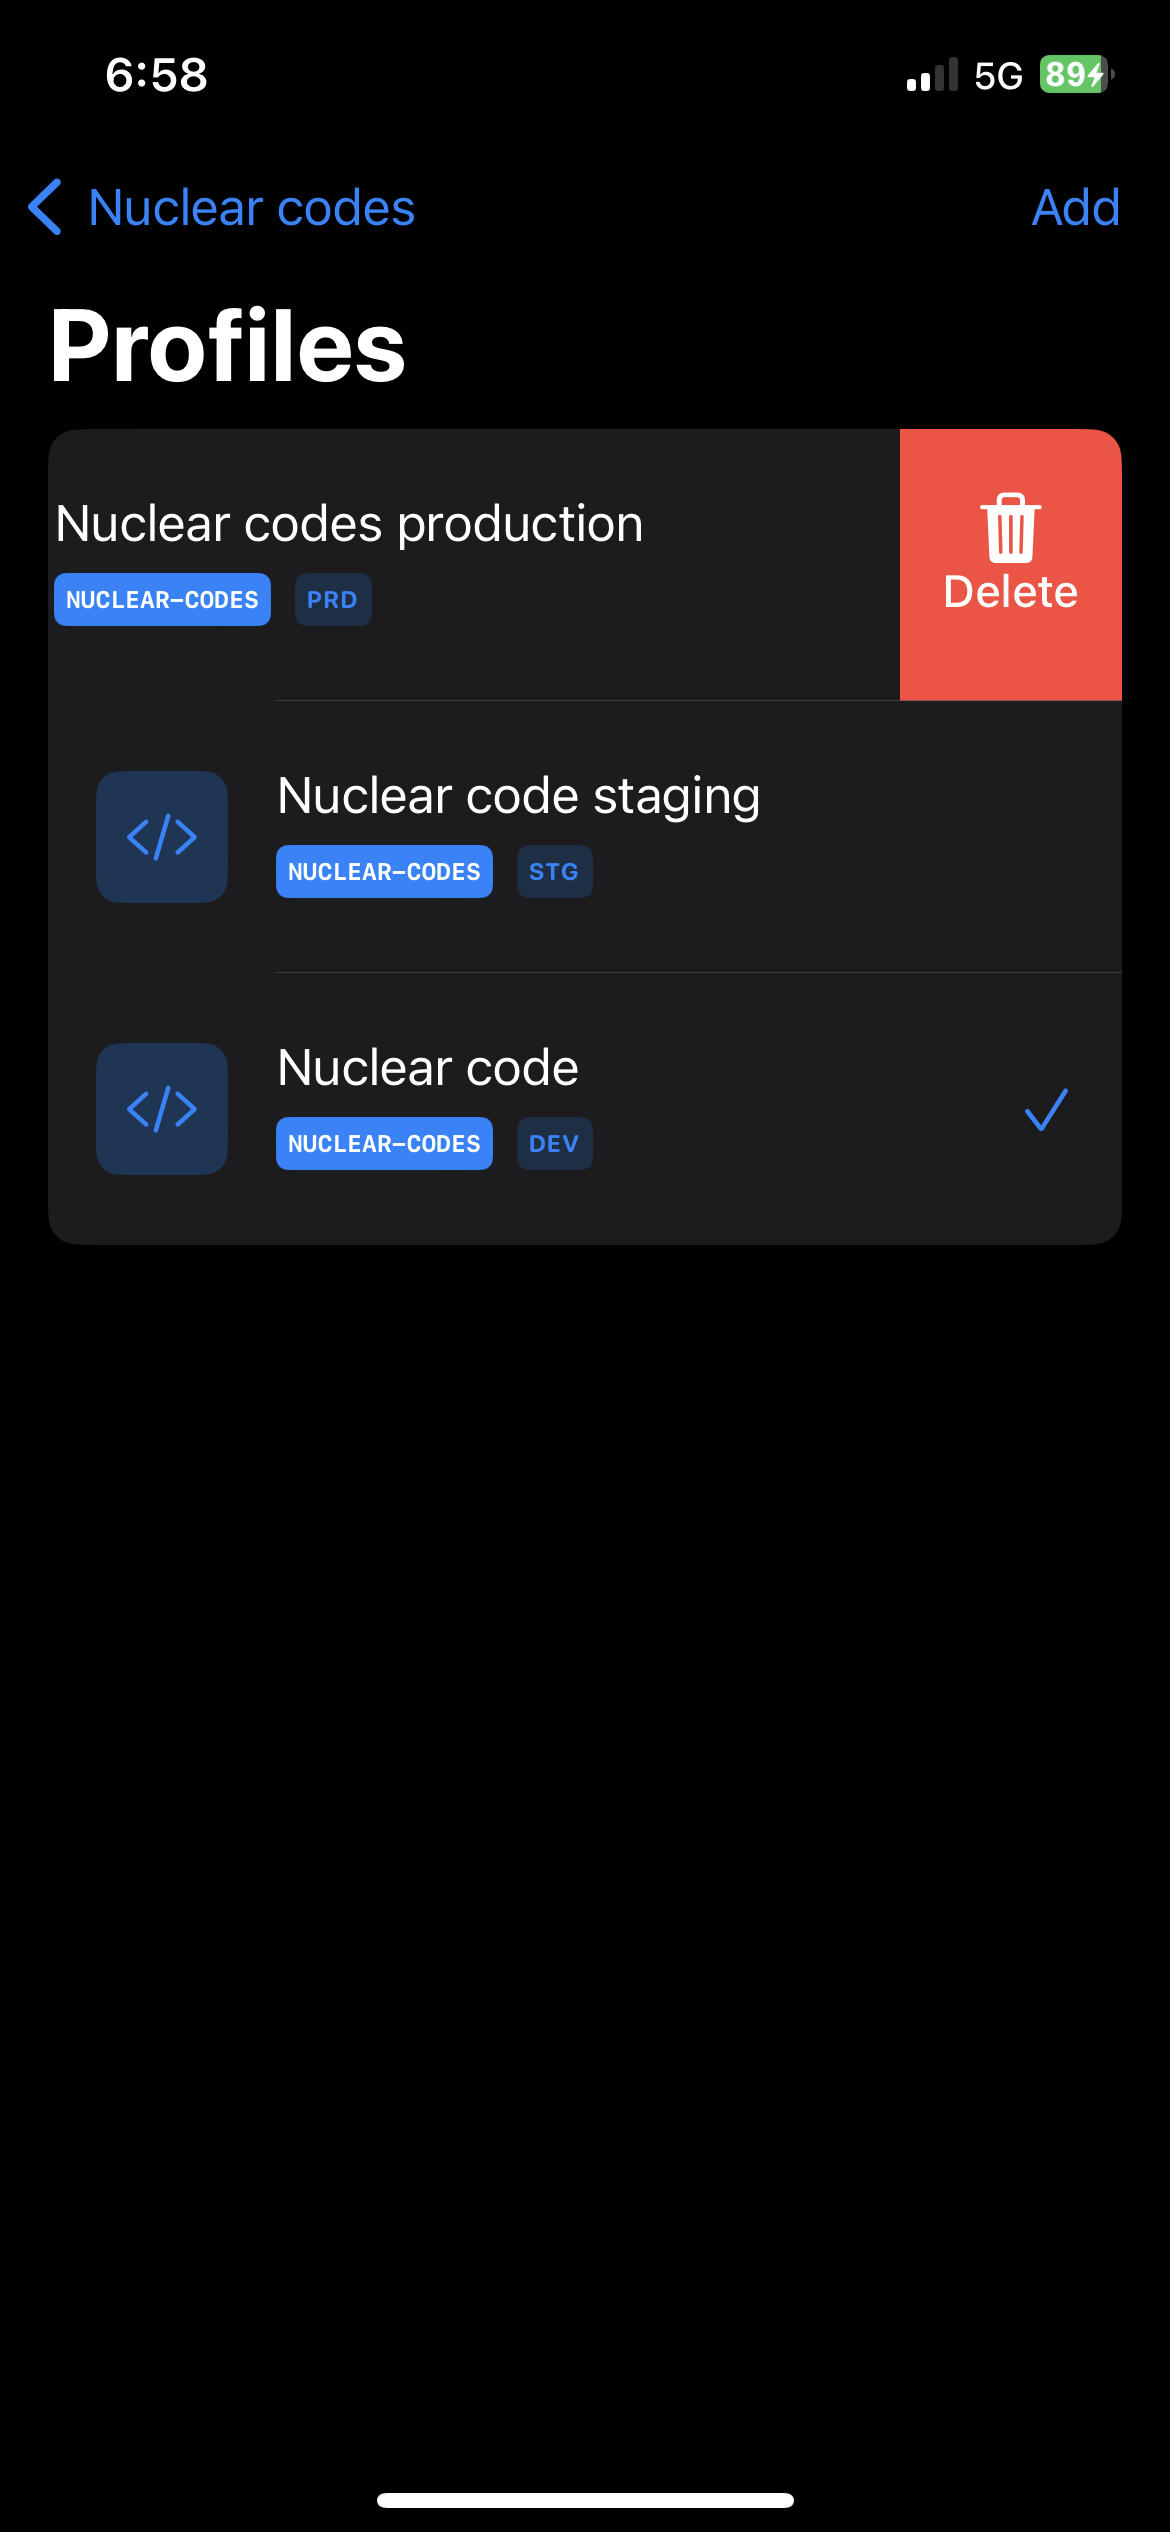 6:58
5G 89
Nuclear codes
Add
Profiles
Nuclear codes production
NUCLEAR-CODES PRD
Delete
Nuclear code staging
NUCLEAR-CODES STG
Nuclear code
NUCLEAR-CODES DEV